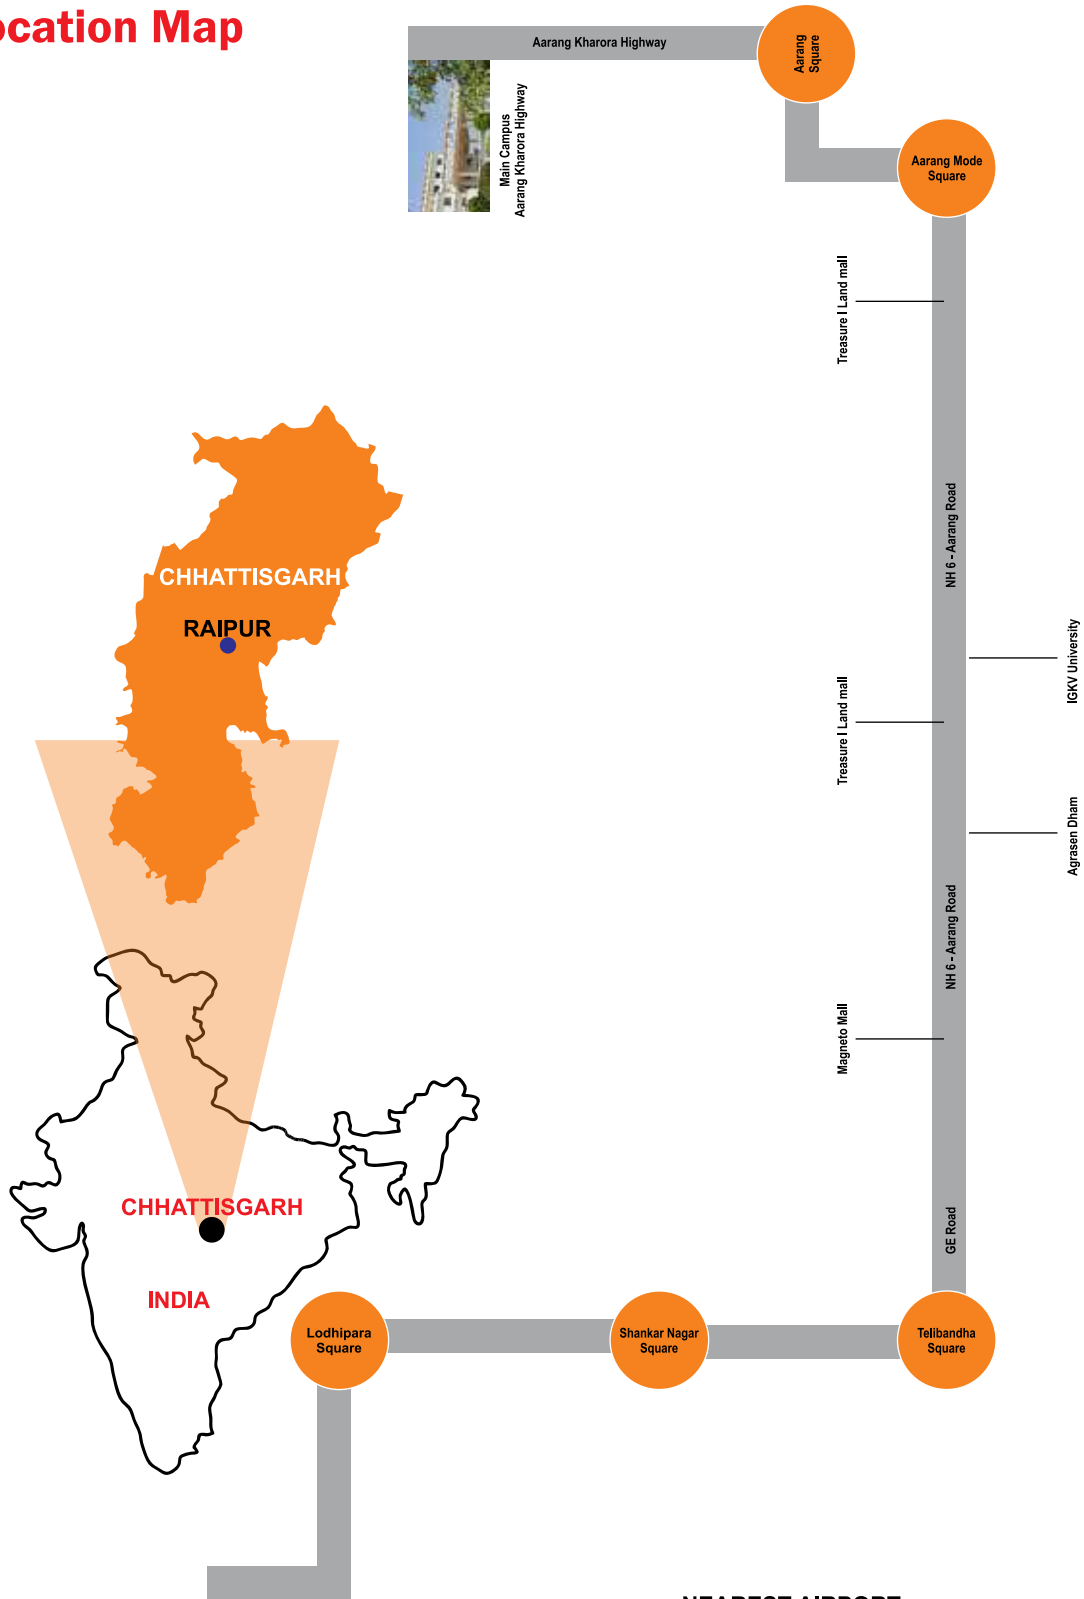 ocation Map
Aarang Kharora Highway
Aarang
Square
Main Campus
Aarang Kharora Highway
Aarang Mode
Square
Treasure I Land mall
NH 6 - Aarang Road
IGKV University
Treasure I Land mall
Agrasen Dham
NH 6 - Aarang Road
Magneto Mall
GE Road
CHHATTISGARH
RAIPUR
CHHATTISGARH
INDIA
Lodhipara
Square
Shankar Nagar
Square
Telibandha
Square
NEAREST AIRPORT